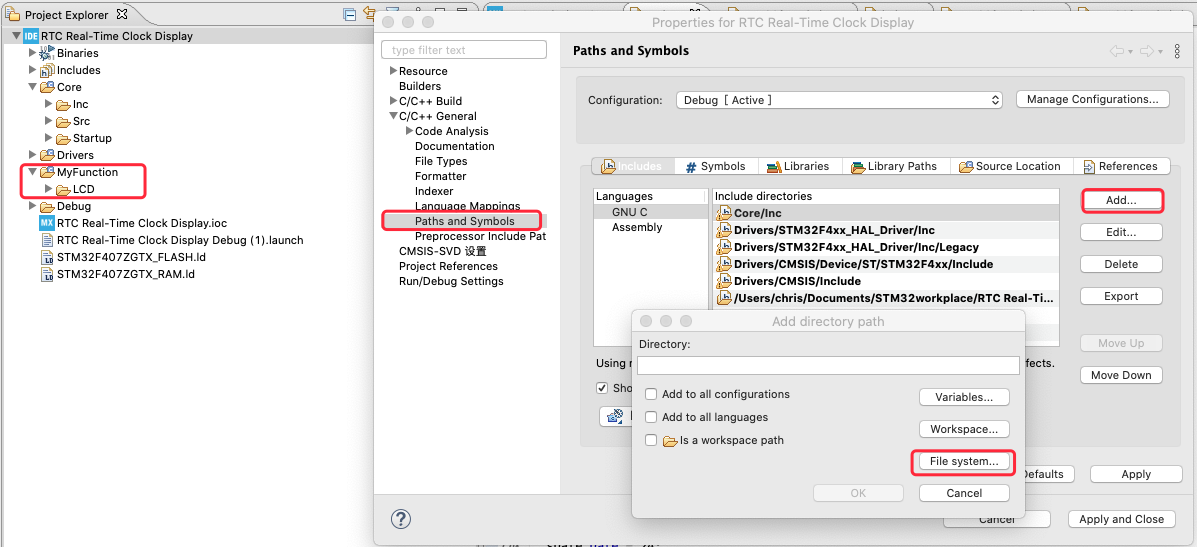 Project Explorer
RTC Real-Time Clock Display
Binaries
Includes
Core
Inc
Src
Startup
Drivers
MyFunction
LCD
Debug
RTC Real-Time Clock Display.ioc
RTC Real-Time Clock Display Debug (1).launch
STM32F407ZGTX_FLASH.ld
STM32F407ZGTX_RAM.ld
Properties for RTC Real-Time Clock Display
type filter text
Resource
Builders
C/C++ Build
C/C++ General
Code Analysis
Documentation
File Types
Formatter
Indexer
Language Mappings
Paths and Symbols
Preprocessor Include Pat
CMSIS-SVD 设置
Project References
Run/Debug Settings
Paths and Symbols
Configuration:
Debug [ Active ]
Manage Configurations...
Includes
Symbols
Libraries
Library Paths
Source Location
References
Languages
GNU C
Assembly
Include directories
Core/Inc
Drivers/STM32F4xx_HAL_Driver/Inc
Drivers/STM32F4xx_HAL_Driver/Inc/Legacy
Drivers/CMSIS/Device/ST/STM32F4xx/Include
Drivers/CMSIS/Include
/Users/chris/Documents/STM32workplace/RTC Real-Ti...
Add...
Edit...
Delete
Export
Move Up
Move Down
Using
fects.
Sho
Add directory path
Directory:
Add to all configurations
Add to all languages
Is a workspace path
Variables...
Workspace...
File system...
OK
Cancel
Defaults
Apply
Cancel
Apply and Close